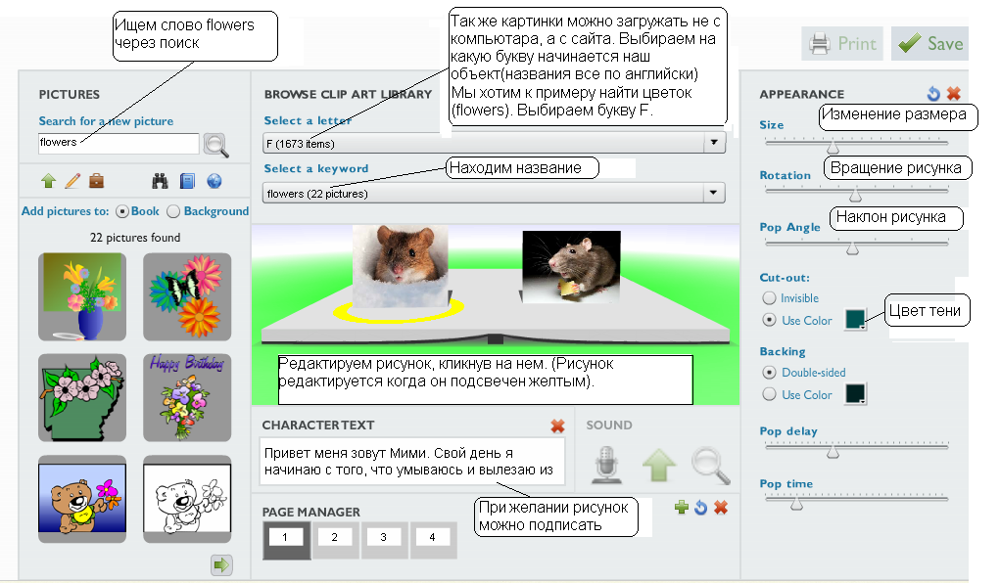 Ищем слово flowers
через поиск
Так же картинки можно загружать не с
компьютара, а с сайта. Выбираем на
какую букву начинается наш
объект(названия все по английски)
Мы хотим к примеру найти цветок
(flowers). Выбираем букву F.
Print
Save
PICTURES
Search for a new picture
flowers
Add pictures to:
Book
Background
22 pictures found
Happy Birthday
BROWSE CLIP ART LIBRARY
Select a letter
F (1673 items)
Select a keyword
Находим название
flowers (22 pictures)
Редактируем рисунок, кликнув на нем. (Рисунок
редактируется когда он подсвечен желтым).
CHARACTER TEXT
Привет меня зовут Мими. Свой день я
начинаю с того, что умываюсь и вылезаю из
При желании рисунок
можно подписать
SOUND
PAGE MANAGER
1
2
3
4
APPEARANCE
Size
Изменение размера
Rotation
Вращение рисунка
Pop Angle
Наклон рисунка
Cut-out:
Invisible
Use Color
Цвет тени
Backing
Double-sided
Use Color
Pop delay
Pop time